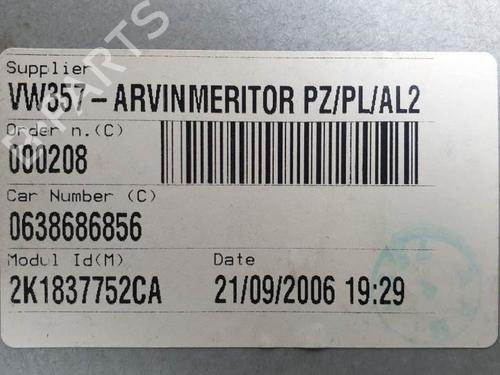 Supplier
VW357-ARVINMERITOR PZ/PL/AL2
Order n.(C)
000208
Car Number (C)
0638686856
Modul Id(M) Date
2K1837752CA 21/09/2006 19:29
B-PARTS